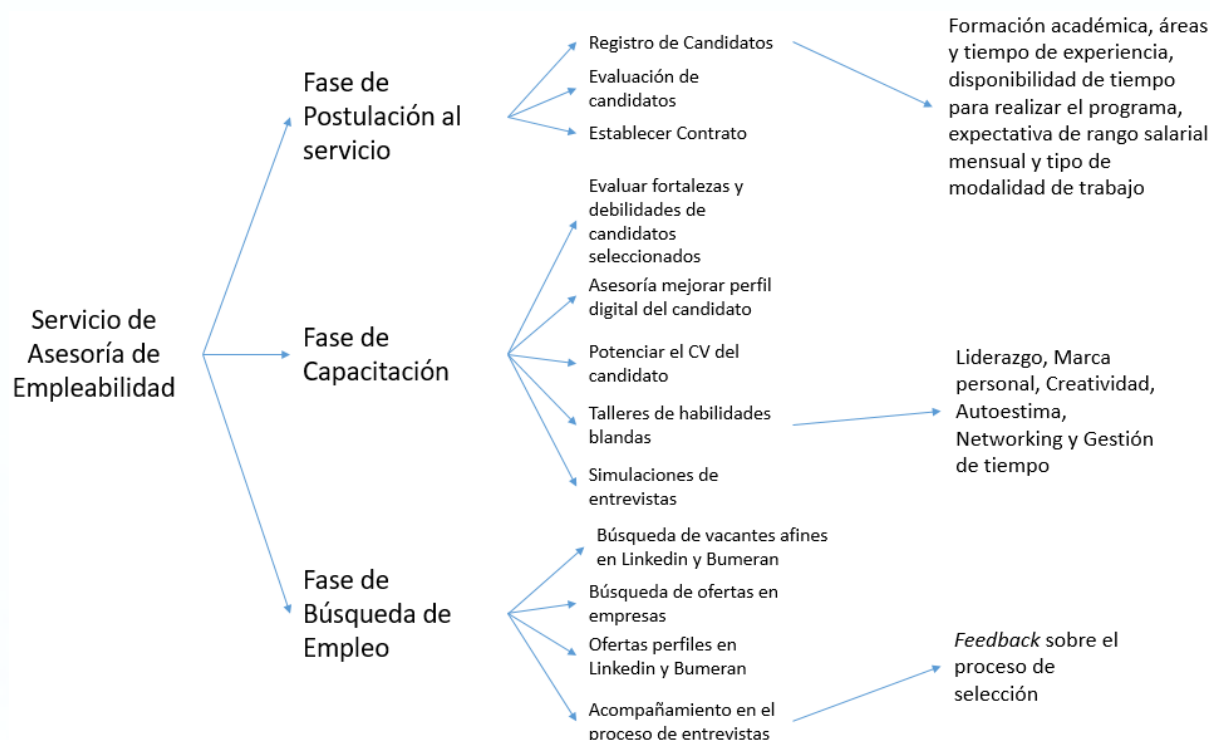 Servicio de
Asesoría de
Empleabilidad
Fase de
Postulación al
servicio
Registro de Candidatos
Evaluación de
candidatos
Establecer Contrato
Formación académica, áreas
y tiempo de experiencia,
disponibilidad de tiempo
para realizar el programa,
expectativa de rango salarial
mensual y tipo de
modalidad de trabajo
Fase de
Capacitación
Evaluar fortalezas y
debilidades de
candidatos
seleccionados
Asesoría mejorar perfil
digital del candidato
Potenciar el CV del
candidato
Talleres de habilidades
blandas
Simulaciones de
entrevistas
Liderazgo, Marca
personal, Creatividad,
Autoestima,
Networking y Gestión
de tiempo
Fase de
Búsqueda de
Empleo
Búsqueda de vacantes afines
en Linkedin y Bumeran
Búsqueda de ofertas en
empresas
Ofertas perfiles en
Linkedin y Bumeran
Acompañamiento en el
proceso de entrevistas
Feedback sobre el
proceso de
selección